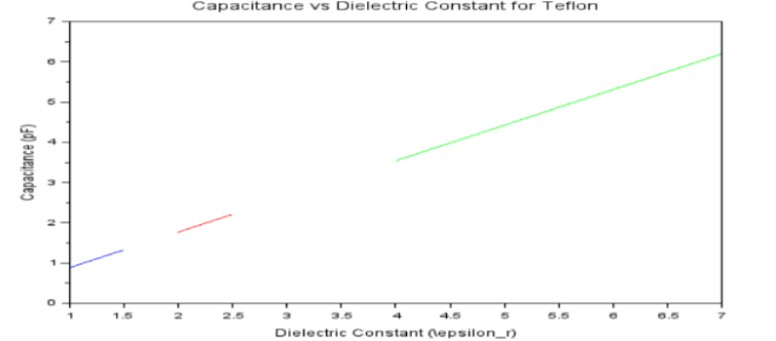 Capacitance vs Dielectric Constant for Teflon
7
6
5
4
3
2
1
0
Capacitance (pF)
1 1.5 2 2.5 3 3.5 4 4.5 5 5.5 6 6.5 7
Dielectric Constant (\epsilon_r)